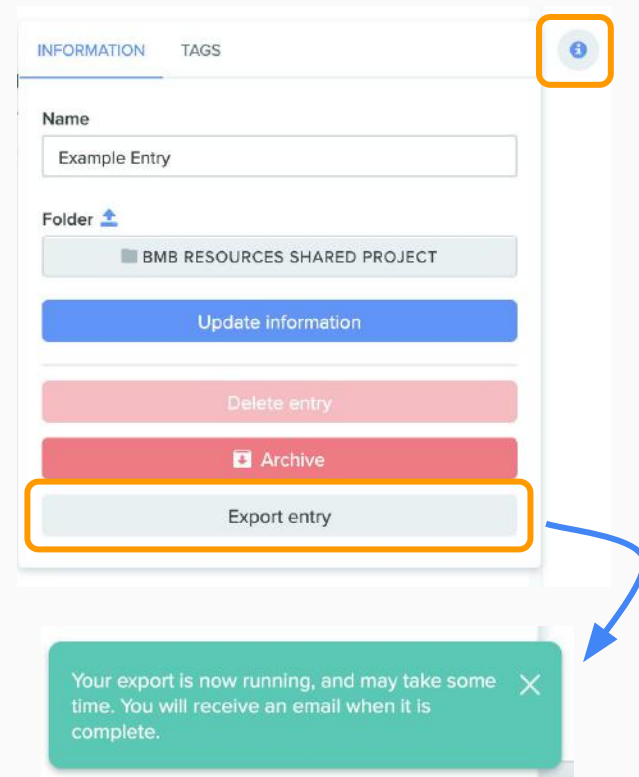 INFORMATION TAGS
Name
Example Entry
Folder
BMB RESOURCES SHARED PROJECT
Update information
Delete entry
Archive
Export entry
Your export is now running, and may take some
time. You will receive an email when it is
complete.